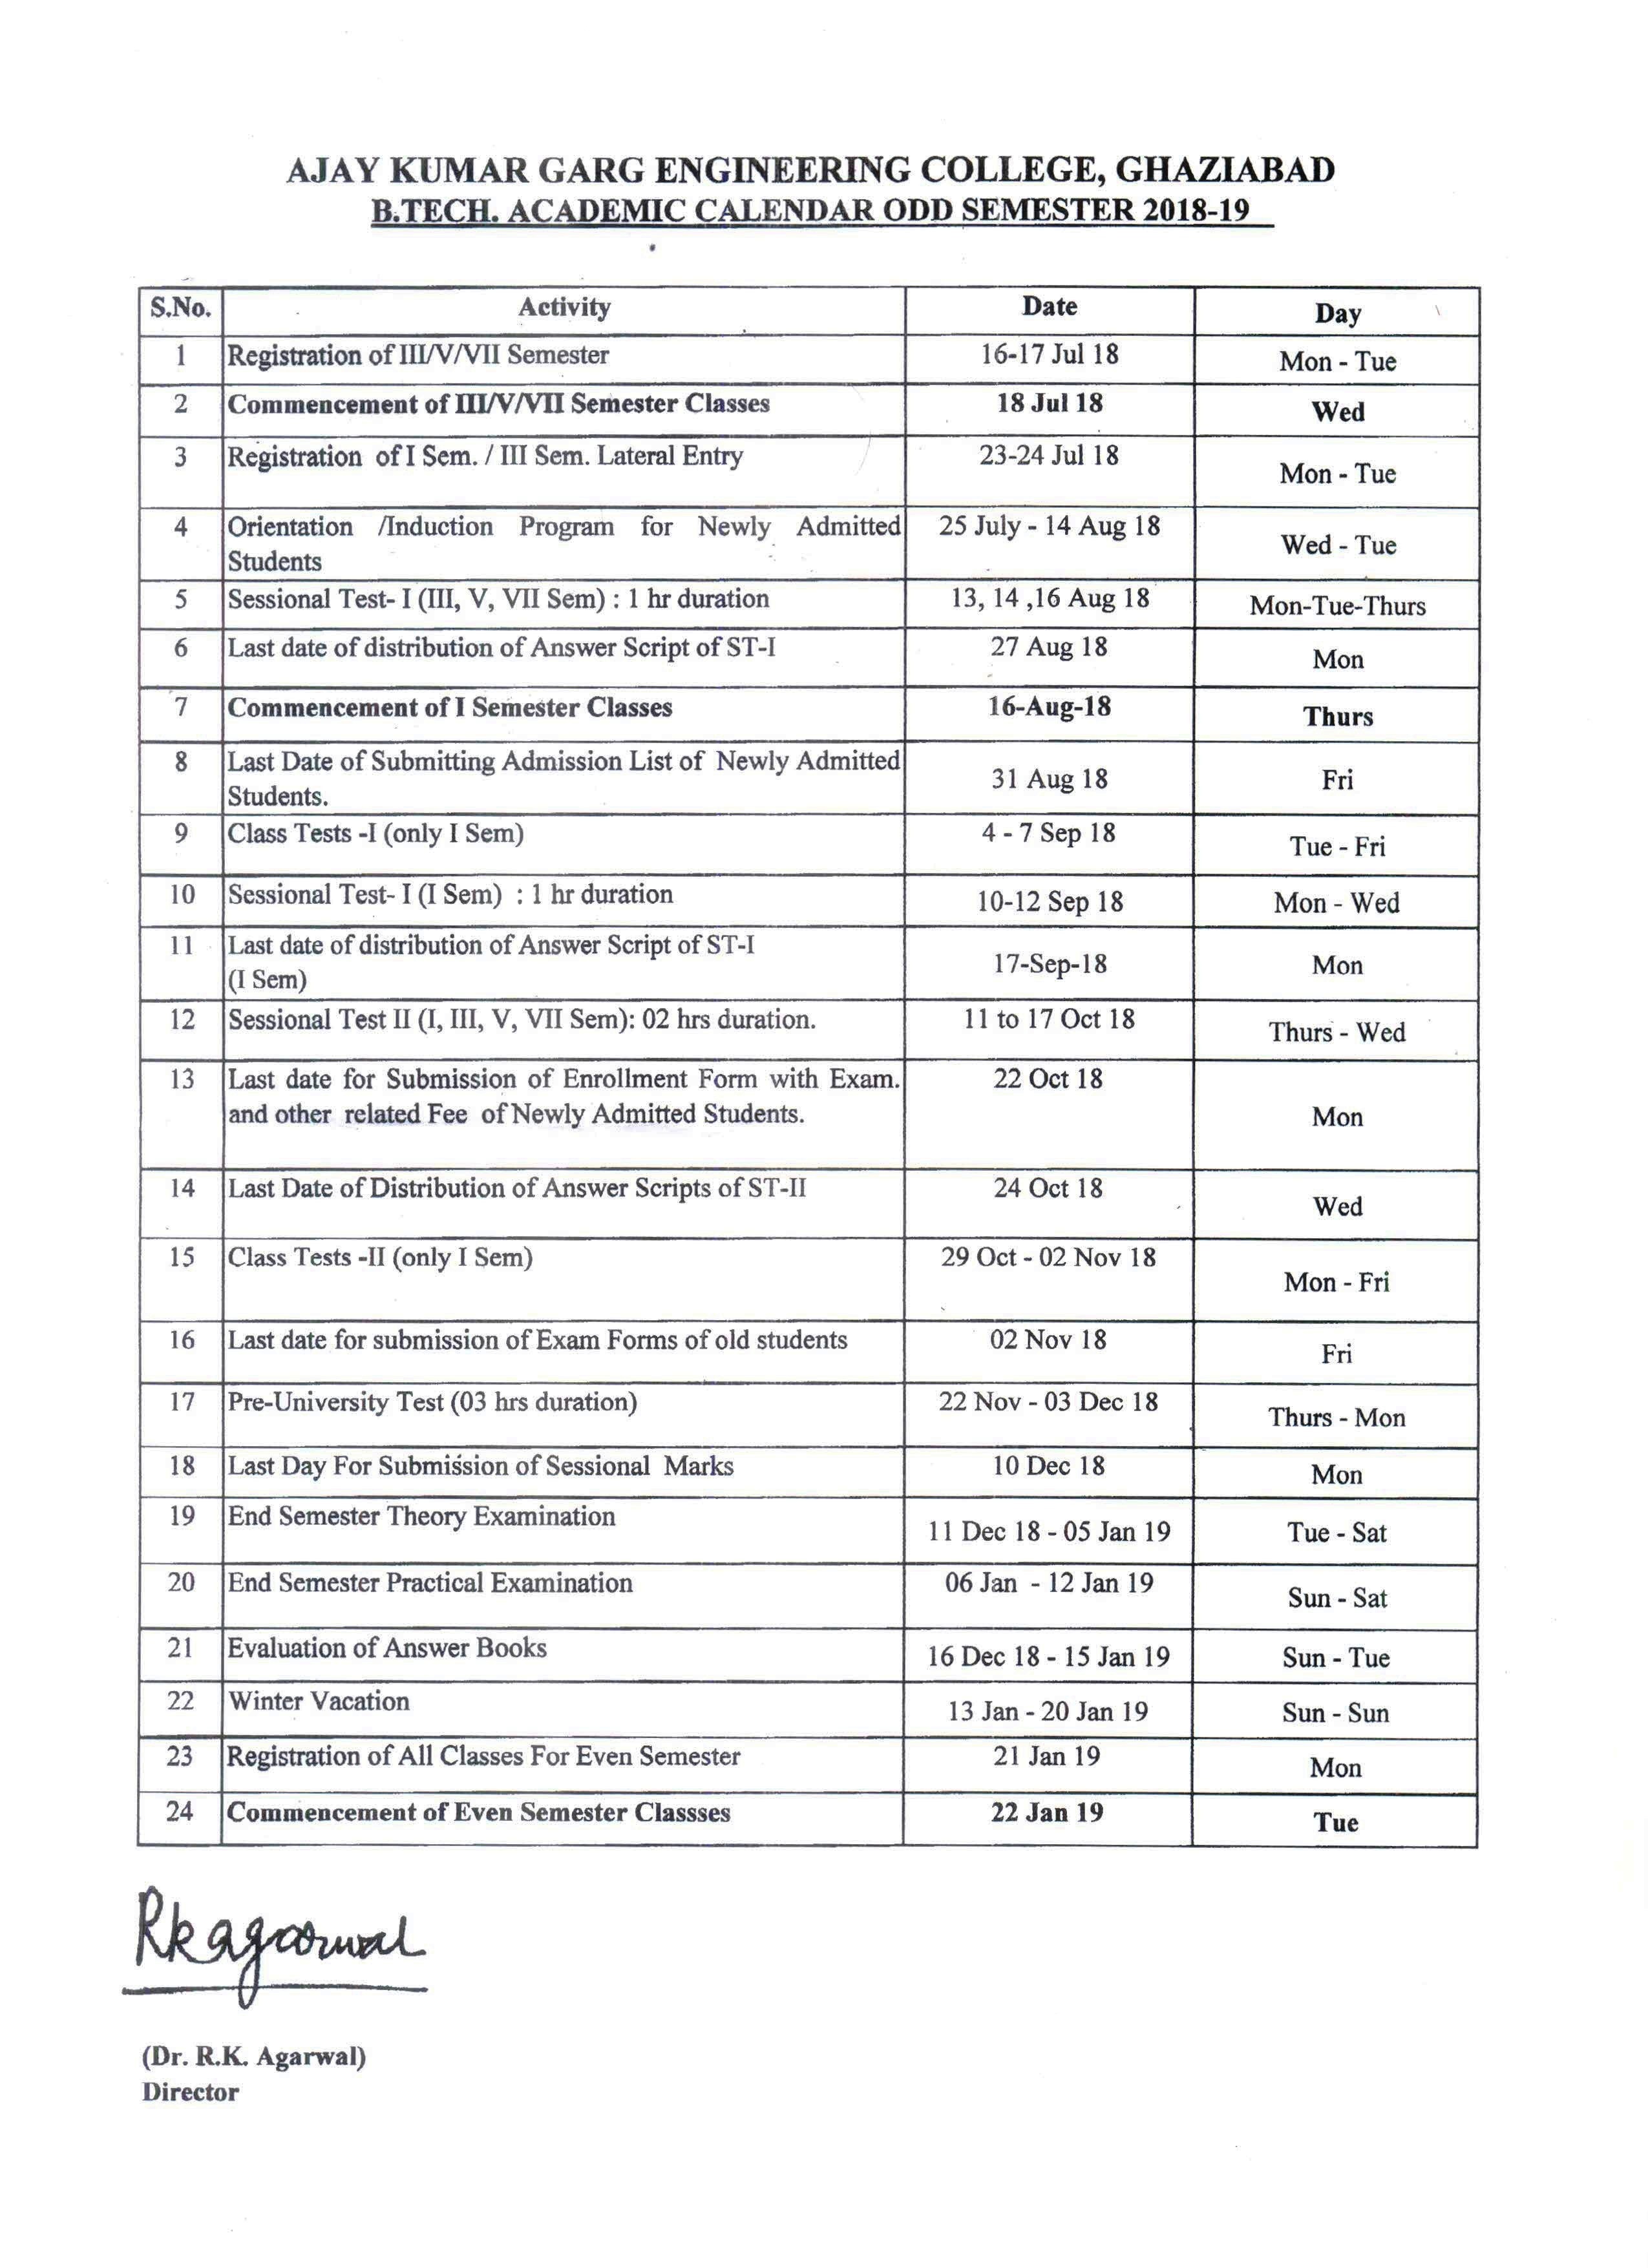 AJAY KUMAR GARG ENGINEERING COLLEGE, GHAZIABAD
B.TECH. ACADEMIC CALENDAR ODD SEMESTER 2018-19
S.No. Activity Date Day
1 Registration of III/V/VII Semester 16-17 Jul 18 Mon - Tue
2 Commencement of III/V/VII Semester Classes 18 Jul 18 Wed
3 Registration of I Sem. / III Sem. Lateral Entry 23-24 Jul 18 Mon - Tue
4 Orientation /Induction Program for Newly Admitted 25 July - 14 Aug 18 Wed - Tue
Students
5 Sessional Test- I (III, V, VII Sem) : 1 hr duration 13, 14 ,16 Aug 18 Mon-Tue-Thurs
6 Last date of distribution of Answer Script of ST-I 27 Aug 18 Mon
7 Commencement of I Semester Classes 16-Aug-18 Thurs
8 Last Date of Submitting Admission List of Newly Admitted 31 Aug 18 Fri
Students.
9 Class Tests -I (only I Sem) 4 - 7 Sep 18 Tue - Fri
10 Sessional Test- I (I Sem) : 1 hr duration 10-12 Sep 18 Mon - Wed
11 Last date of distribution of Answer Script of ST-I 17-Sep-18 Mon
(I Sem)
12 Sessional Test II (I, III, V, VII Sem): 02 hrs duration. 11 to 17 Oct 18 Thurs - Wed
13 Last date for Submission of Enrollment Form with Exam. 22 Oct 18 Mon
and other related Fee of Newly Admitted Students.
14 Last Date of Distribution of Answer Scripts of ST-II 24 Oct 18 Wed
15 Class Tests -II (only I Sem) 29 Oct - 02 Nov 18 Mon - Fri
16 Last date for submission of Exam Forms of old students 02 Nov 18 Fri
17 Pre-University Test (03 hrs duration) 22 Nov - 03 Dec 18 Thurs - Mon
18 Last Day For Submission of Sessional Marks 10 Dec 18 Mon
19 End Semester Theory Examination 11 Dec 18 - 05 Jan 19 Tue - Sat
20 End Semester Practical Examination 06 Jan - 12 Jan 19 Sun - Sat
21 Evaluation of Answer Books 16 Dec 18 - 15 Jan 19 Sun - Tue
22 Winter Vacation 13 Jan - 20 Jan 19 Sun - Sun
23 Registration of All Classes For Even Semester 21 Jan 19 Mon
24 Commencement of Even Semester Classses 22 Jan 19 Tue
Rkagarwal
(Dr. R.K. Agarwal)
Director